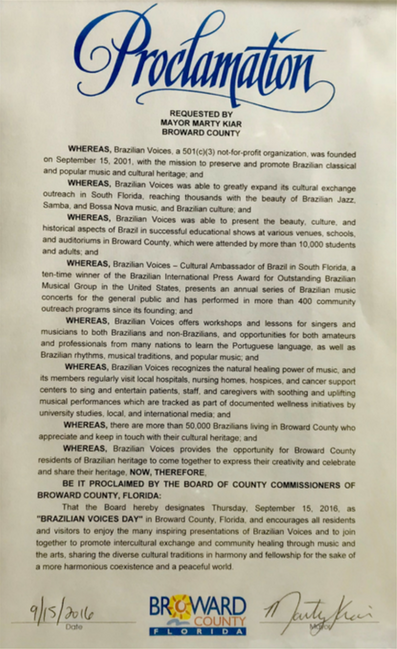 Proclamation
REQUESTED BY
MAYOR MARTY KIAR
BROWARD COUNTY
WHEREAS, Brazilian Voices, a 501(c)(3) not-for-profit organization, was founded
on September 15, 2001, with the mission to preserve and promote Brazilian classical
and popular music and cultural heritage; and
WHEREAS, Brazilian Voices was able to greatly expand its cultural exchange
outreach in South Florida, reaching thousands with the beauty of Brazilian Jazz,
Samba, and Bossa Nova music, and Brazilian culture; and
WHEREAS, Brazilian Voices was able to present the beauty, culture, and
historical aspects of Brazil in successful educational shows at various venues, schools,
and auditoriums in Broward County, which were attended by more than 10,000 students
and adults; and
WHEREAS, Brazilian Voices – Cultural Ambassador of Brazil in South Florida, a
ten-time winner of the Brazilian International Press Award for Outstanding Brazilian
Musical Group in the United States, presents an annual series of Brazilian music
concerts for the general public and has performed in more than 400 community
outreach programs since its founding; and
WHEREAS, Brazilian Voices offers workshops and lessons for singers and
musicians to both Brazilians and non-Brazilians, and opportunities for both amateurs
and professionals from many nations to learn the Portuguese language, as well as
Brazilian rhythms, musical traditions, and popular music; and
WHEREAS, Brazilian Voices recognizes the natural healing power of music, and
its members regularly visit local hospitals, nursing homes, hospices, and cancer support
centers to sing and entertain patients, staff, and caregivers with soothing and uplifting
musical performances which are tracked as part of documented wellness initiatives by
university studies, local, and international media; and
WHEREAS, there are more than 50,000 Brazilians living in Broward County who
appreciate and keep in touch with their cultural heritage; and
WHEREAS, Brazilian Voices provides the opportunity for Broward County
residents of Brazilian heritage to come together to express their creativity and celebrate
and share their heritage, NOW, THEREFORE,
BE IT PROCLAIMED BY THE BOARD OF COUNTY COMMISSIONERS OF
BROWARD COUNTY, FLORIDA:
That the Board hereby designates Thursday, September 15, 2016, as
"BRAZILIAN VOICES DAY" in Broward County, Florida, and encourages all residents
and visitors to enjoy the many inspiring presentations of Brazilian Voices and to join
together to promote intercultural exchange and community healing through music and
the arts, sharing the diverse cultural traditions in harmony and fellowship for the sake of
a more harmonious coexistence and a peaceful world.
9/15/2016
Date
BROWARD
COUNTY
FLORIDA
Marty Kiar
Mayor